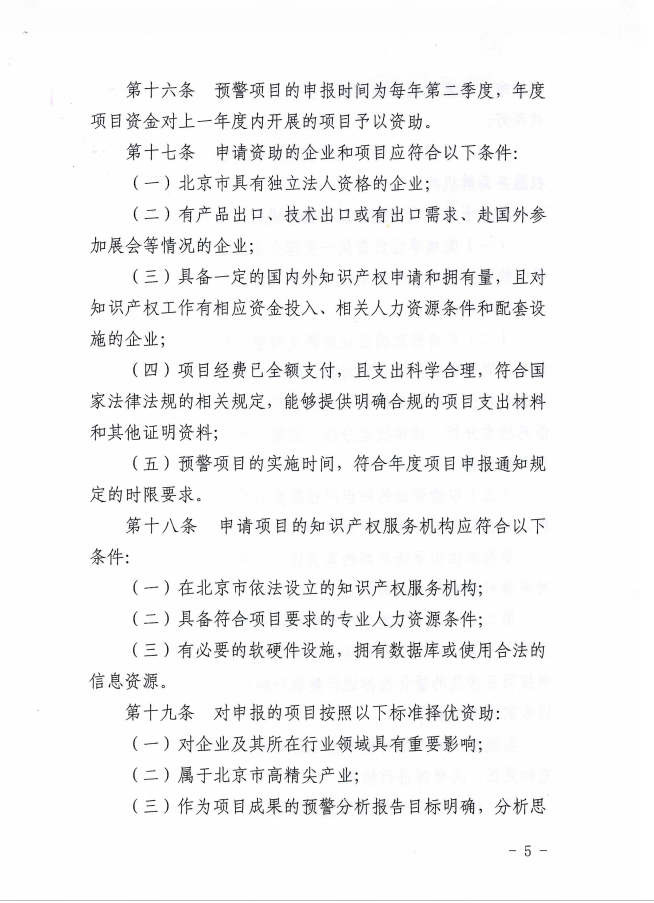 第十六条　预警项目的申报时间为每年第二季度，年度
项目资金对上一年度内开展的项目予以资助。
第十七条　申请资助的企业和项目应符合以下条件：
（一）北京市具有独立法人资格的企业；
（二）有产品出口、技术出口或有出口需求、赴国外参
加展会等情况的企业；
（三）具备一定的国内外知识产权申请和拥有量，且对
知识产权工作有相应资金投入、相关人力资源条件和配套设
施的企业；
（四）项目经费已全额支付，且支出科学合理，符合国
家法律法规的相关规定，能够提供明确合规的项目支出材料
和其他证明资料；
（五）预警项目的实施时间，符合年度项目申报通知规
定的时限要求。
第十八条　申请项目的知识产权服务机构应符合以下
条件：
（一）在北京市依法设立的知识产权服务机构；
（二）具备符合项目要求的专业人力资源条件；
（三）有必要的软硬件设施，拥有数据库或使用合法的
信息资源。
第十九条　对申报的项目按照以下标准择优资助：
（一）对企业及其所在行业领域具有重要影响；
（二）属于北京市高精尖产业；
（三）作为项目成果的预警分析报告目标明确，分析思
- 5 -